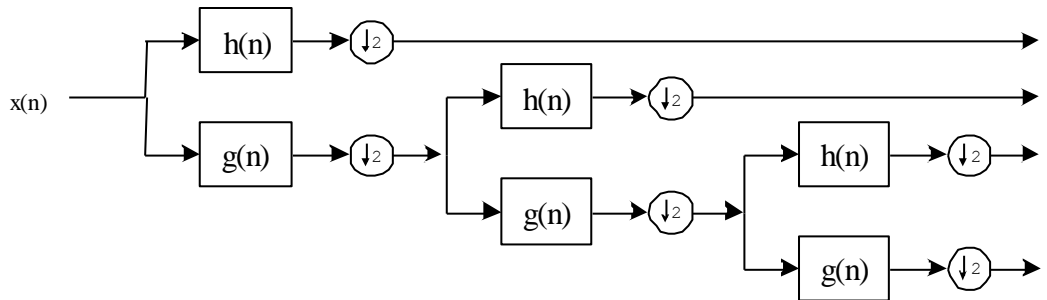 h(n) ↓2
h(n) ↓2
x(n)
g(n) ↓2 h(n) ↓2
g(n) ↓2
g(n) ↓2